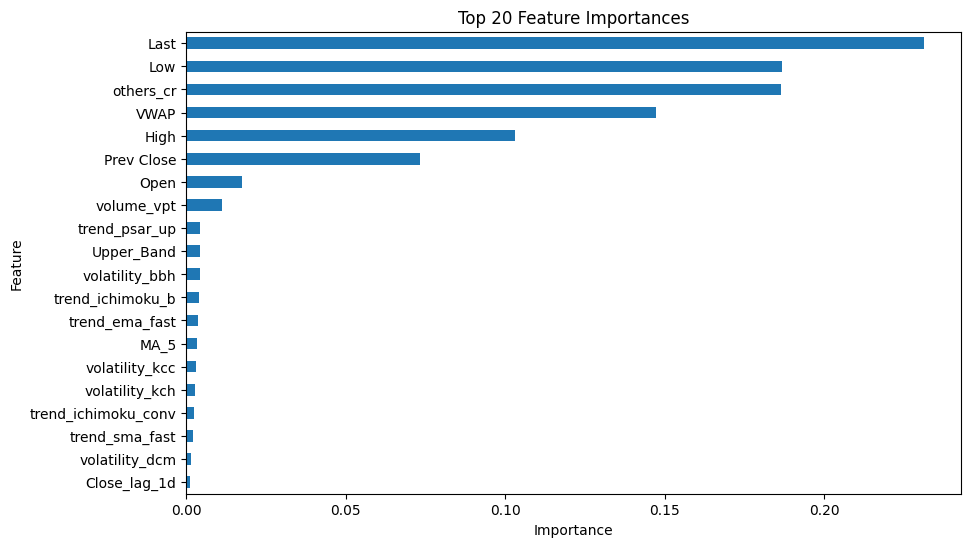 Top 20 Feature Importances
Feature
Last
Low
others_cr
VWAP
High
Prev Close
Open
volume_vpt
trend_psar_up
Upper_Band
volatility_bbh
trend_ichimoku_b
trend_ema_fast
MA_5
volatility_kcc
volatility_kch
trend_ichimoku_conv
trend_sma_fast
volatility_dcm
Close_lag_1d
0.00 0.05 0.10 0.15 0.20
Importance